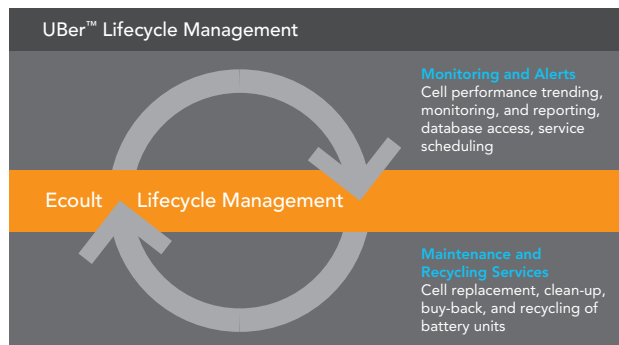 UBer™ Lifecycle Management
Monitoring and Alerts
Cell performance trending,
monitoring, and reporting,
database access, service
scheduling
Ecoult Lifecycle Management
Maintenance and
Recycling Services
Cell replacement, clean-up,
buy-back, and recycling of
battery units